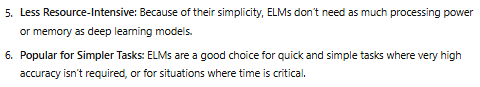 5. Less Resource-Intensive: Because of their simplicity, ELMs don't need as much processing power
or memory as deep learning models.
6. Popular for Simpler Tasks: ELMs are a good choice for quick and simple tasks where very high
accuracy isn't required, or for situations where time is critical.